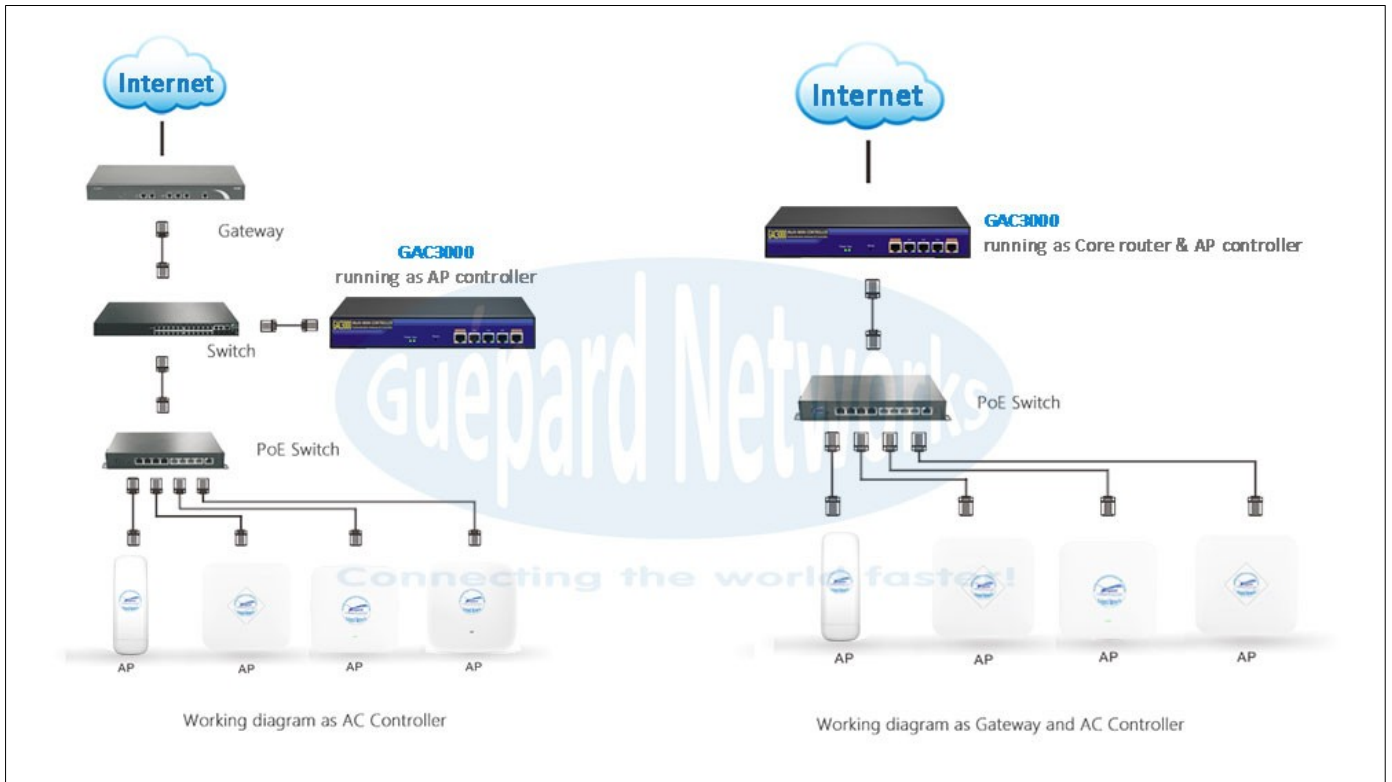 Internet
Gateway
GAC3000
running as AP controller
Switch
PoE Switch
AP
AP
AP
AP
Working diagram as AC Controller
Internet
GAC3000
running as Core router & AP controller
PoE Switch
AP
AP
AP
AP
Working diagram as Gateway and AC Controller
Guépard Networks
Connecting the world faster!